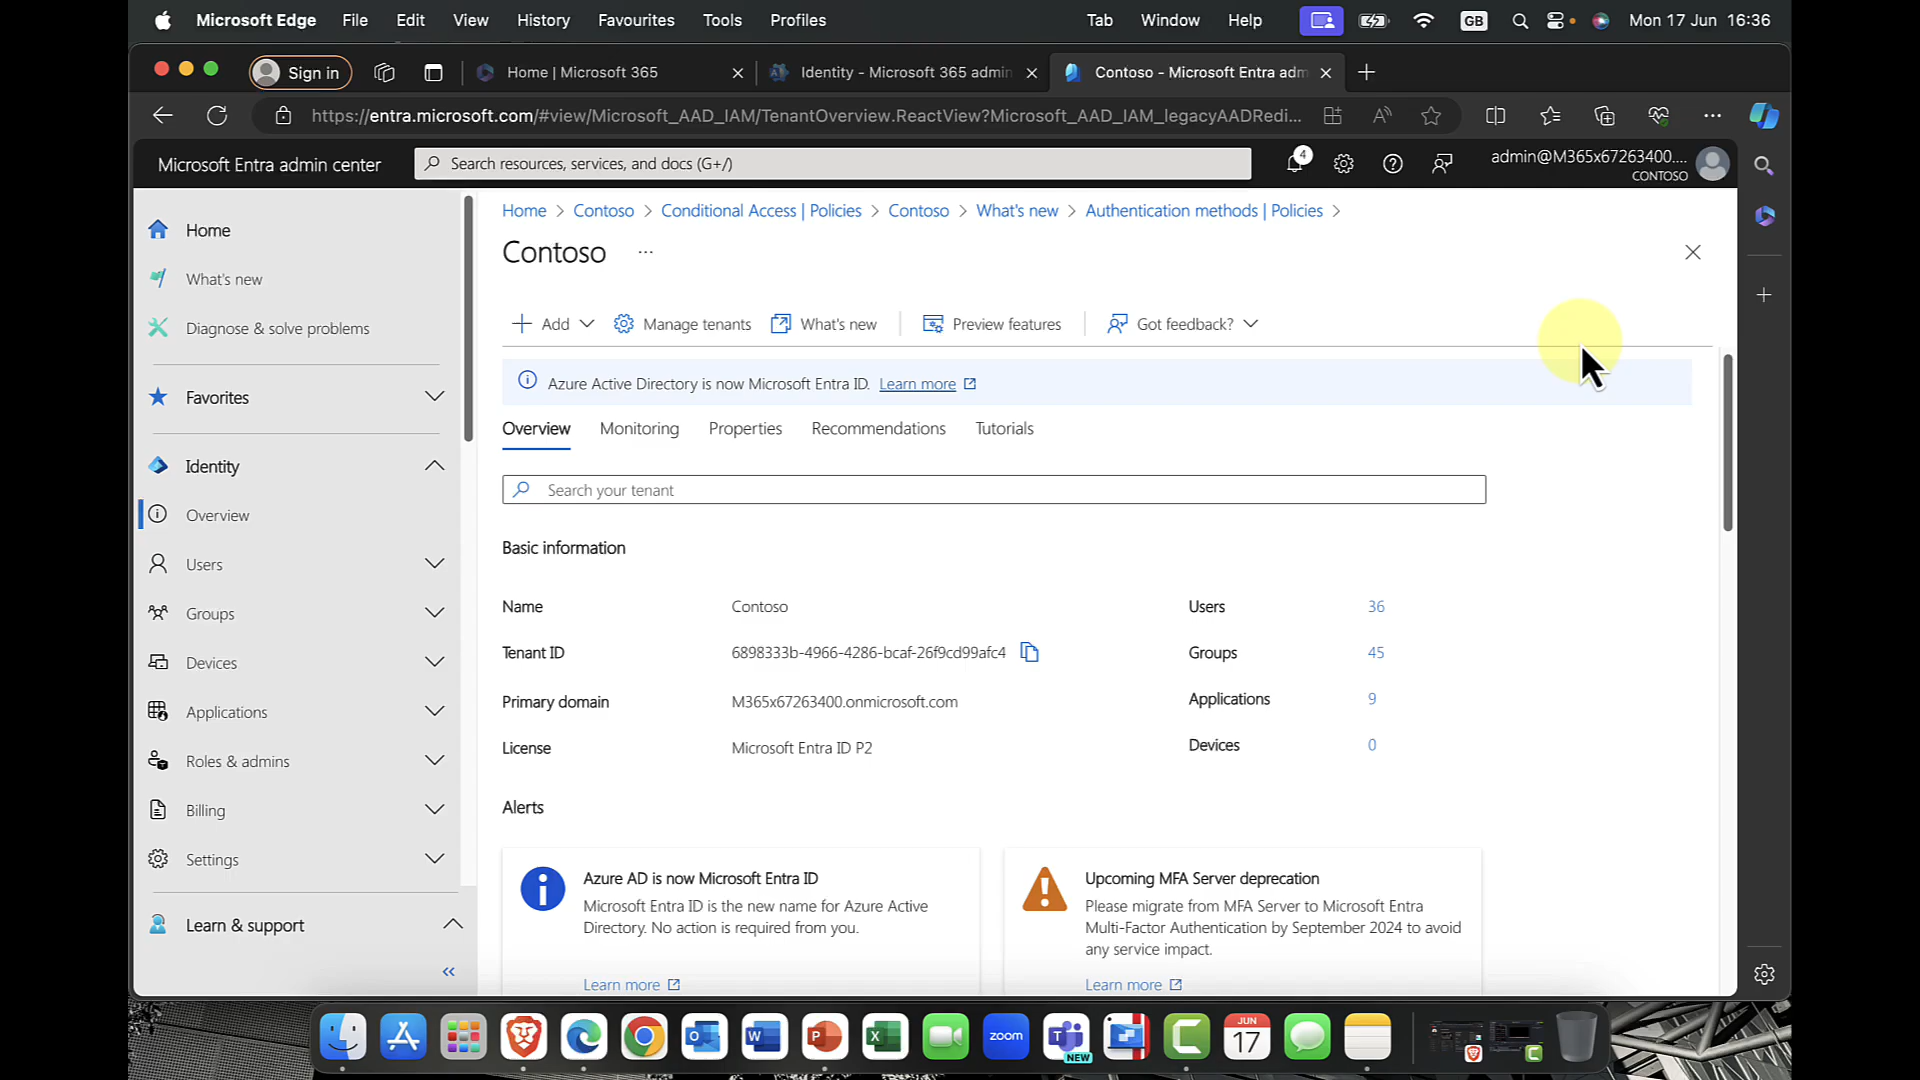 Microsoft Edge File Edit View History Favourites Tools Profiles Tab Window Help GB Mon 17 Jun 16:36
Sign in Home | Microsoft 365 Identity - Microsoft 365 admin Contoso - Microsoft Entra adm
https://entra.microsoft.com/#view/Microsoft_AAD_IAM/TenantOverview.ReactView?Microsoft_AAD_IAM_legacyAADRedi...
Microsoft Entra admin center
Search resources, services, and docs (G+/)
4
admin@M365x67263400....
CONTOSO
Home
What's new
Diagnose & solve problems
Favorites
Identity
Overview
Users
Groups
Devices
Applications
Roles & admins
Billing
Settings
Learn & support
«
Home > Contoso > Conditional Access | Policies > Contoso > What's new > Authentication methods | Policies >
Contoso ...
Add Manage tenants What's new Preview features Got feedback?
Azure Active Directory is now Microsoft Entra ID. Learn more
Overview Monitoring Properties Recommendations Tutorials
Search your tenant
Basic information
Name Contoso Users 36
Tenant ID 6898333b-4966-4286-bcaf-26f9cd99afc4 Groups 45
Primary domain M365x67263400.onmicrosoft.com Applications 9
License Microsoft Entra ID P2 Devices 0
Alerts
Azure AD is now Microsoft Entra ID
Microsoft Entra ID is the new name for Azure Active
Directory. No action is required from you.
Learn more
Upcoming MFA Server deprecation
Please migrate from MFA Server to Microsoft Entra
Multi-Factor Authentication by September 2024 to avoid
any service impact.
Learn more
zoom
NEW
JUN
17